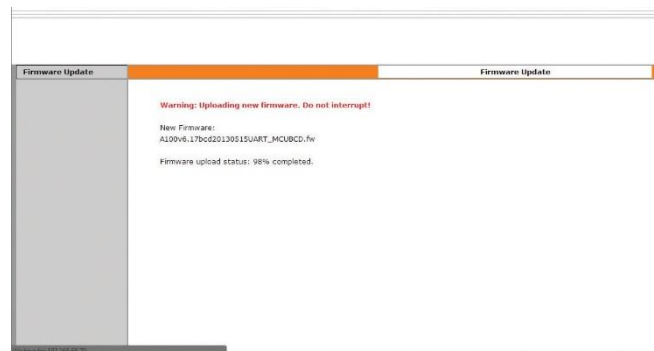 Firmware Update
Firmware Update
Warning: Uploading new firmware. Do not interrupt!
New Firmware:
A100v6.17bcd20130515UART_MCUBCD.fw
Firmware upload status: 98% completed.